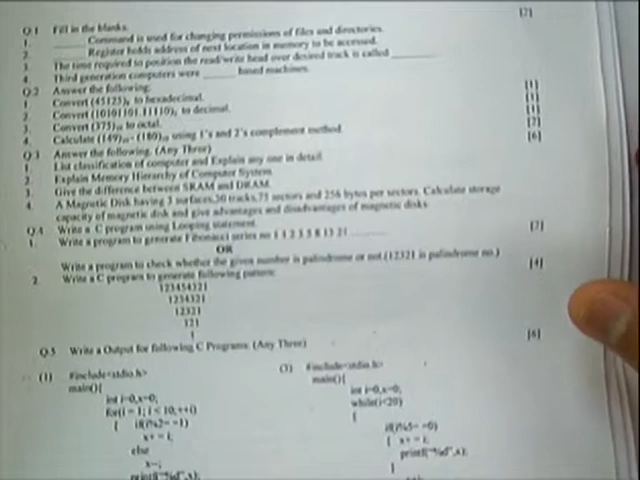 [7]
Q.1 Fill in the blanks.
1. ______ Command is used for changing permissions of files and directories.
2. ______ Register holds address of next location in memory to be accessed.
3. The time required to position the read/write head over desired track is called ______
4. Third generation computers were ______ based machines.
Q.2 Answer the following:
1. Convert (45125)₈ to hexadecimal. [1]
2. Convert (10101101.11110)₂ to decimal. [1]
3. Convert (375)₁₀ to octal. [1]
4. Calculate (149)₁₀ - (180)₁₀ using 1's and 2's complement method. [2]
Q.3 Answer the following. (Any Three) [6]
1. List classification of computer and Explain any one in detail.
2. Explain Memory Hierarchy of Computer System.
3. Give the difference between SRAM and DRAM.
4. A Magnetic Disk having 3 surfaces,30 tracks,75 sectors and 256 bytes per sectors. Calculate storage
capacity of magnetic disk and give advantages and disadvantages of magnetic disks.
Q.4 Write a C program using Looping statement.
1. Write a program to generate Fibonacci series no 1 1 2 3 5 8 13 21 .......... [3]
OR
Write a program to check whether the given number is palindrome or not (12321 is palindrome no.)
2. Write a C program to generate following pattern: [4]
123454321
1234321
12321
121
1
Q.5 Write a Output for following C Programs. (Any Three) [6]
(1) #include<stdio.h>
main(){
int i=0,x=0;
for(i = 1; i < 10;++i)
{ if(i%2= =1)
x+ = i;
else
x--;
printf("%d",x);
(3) #include<stdio.h>
main(){
int i=0,x=0;
while(i<20)
{
if(i%5= =0)
{ x+ = i;
printf("%d",x);
}